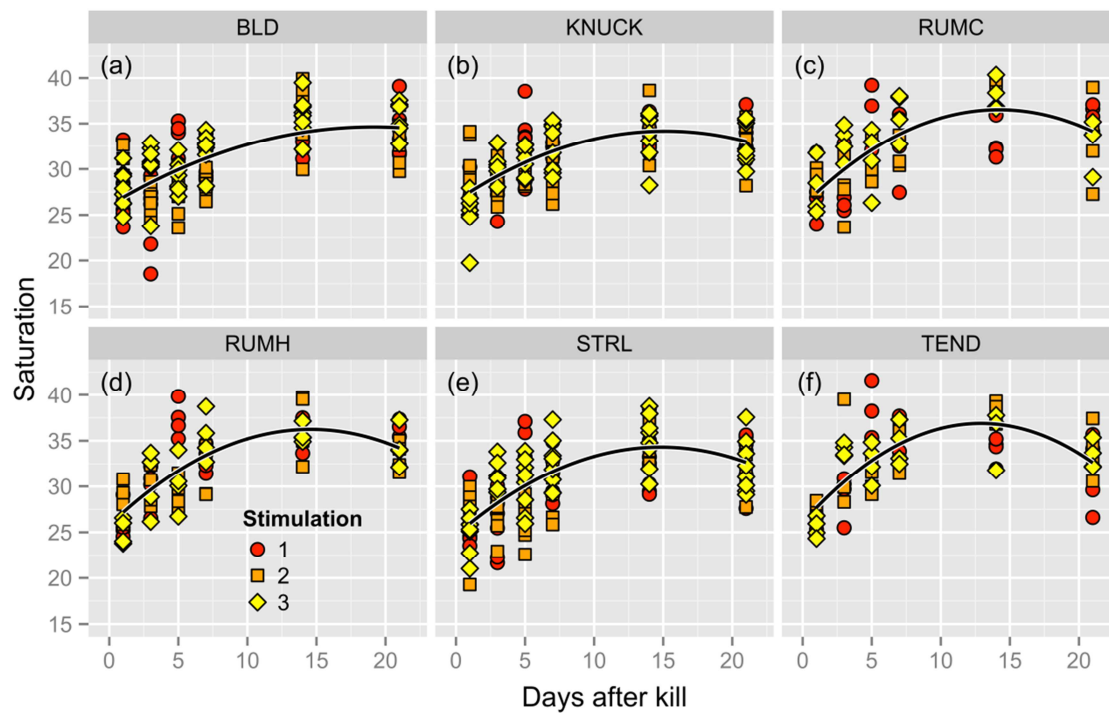 BLD KNUCK RUMC
(a) (b) (c)
40
35
30
25
20
15
RUMH STRL TEND
(d) (e) (f)
40
35
30
25
20
15
Saturation
Stimulation
1
2
3
0 5 10 15 20 0 5 10 15 20 0 5 10 15 20
Days after kill